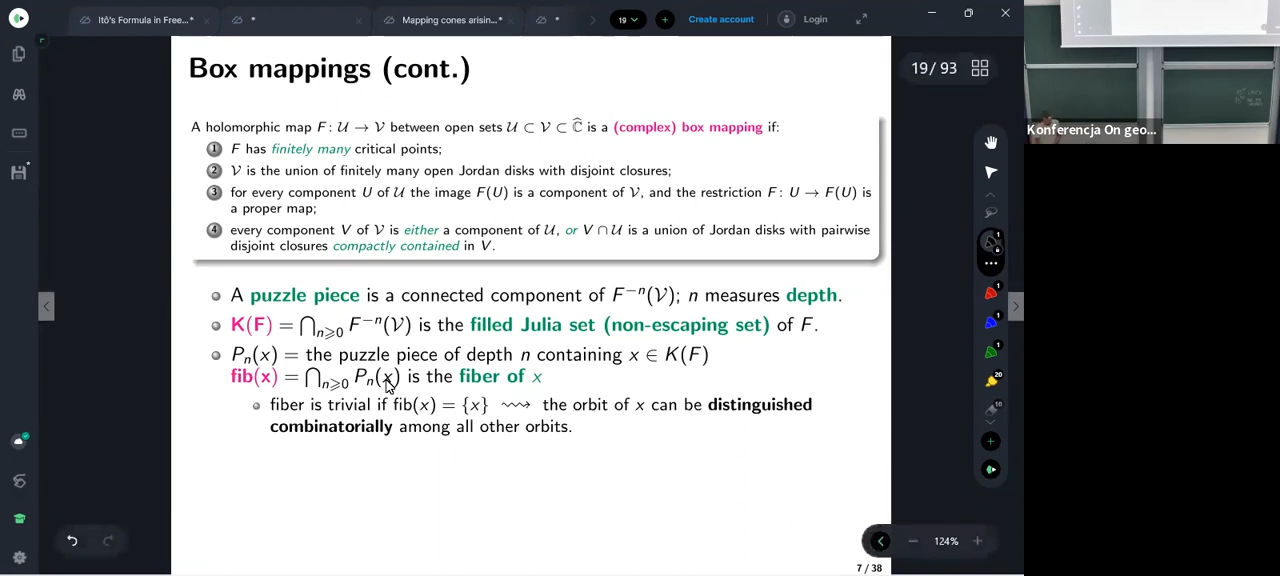 Itô's Formula in Free...*
*
Mapping cones arisin...*
*
19
Create account
Login
Box mappings (cont.)
19/ 93
A holomorphic map F: 𝒰 → 𝒱 between open sets 𝒰 ⊂ 𝒱 ⊂ Ĉ is a (complex) box mapping if:
1 F has finitely many critical points;
2 𝒱 is the union of finitely many open Jordan disks with disjoint closures;
3 for every component U of 𝒰 the image F(U) is a component of 𝒱, and the restriction F: U → F(U) is
a proper map;
4 every component V of 𝒱 is either a component of 𝒰, or V ∩ 𝒰 is a union of Jordan disks with pairwise
disjoint closures compactly contained in V.
A puzzle piece is a connected component of F⁻ⁿ(𝒱); n measures depth.
K(F) = ⋂n⩾0 F⁻ⁿ(𝒱) is the filled Julia set (non-escaping set) of F.
Pn(x) = the puzzle piece of depth n containing x ∈ K(F)
fib(x) = ⋂n⩾0 Pn(x) is the fiber of x
fiber is trivial if fib(x) = {x} ⇝ the orbit of x can be distinguished
combinatorially among all other orbits.
7 / 38
124%
Konferencja On geo...
1
1
1
1
20
10